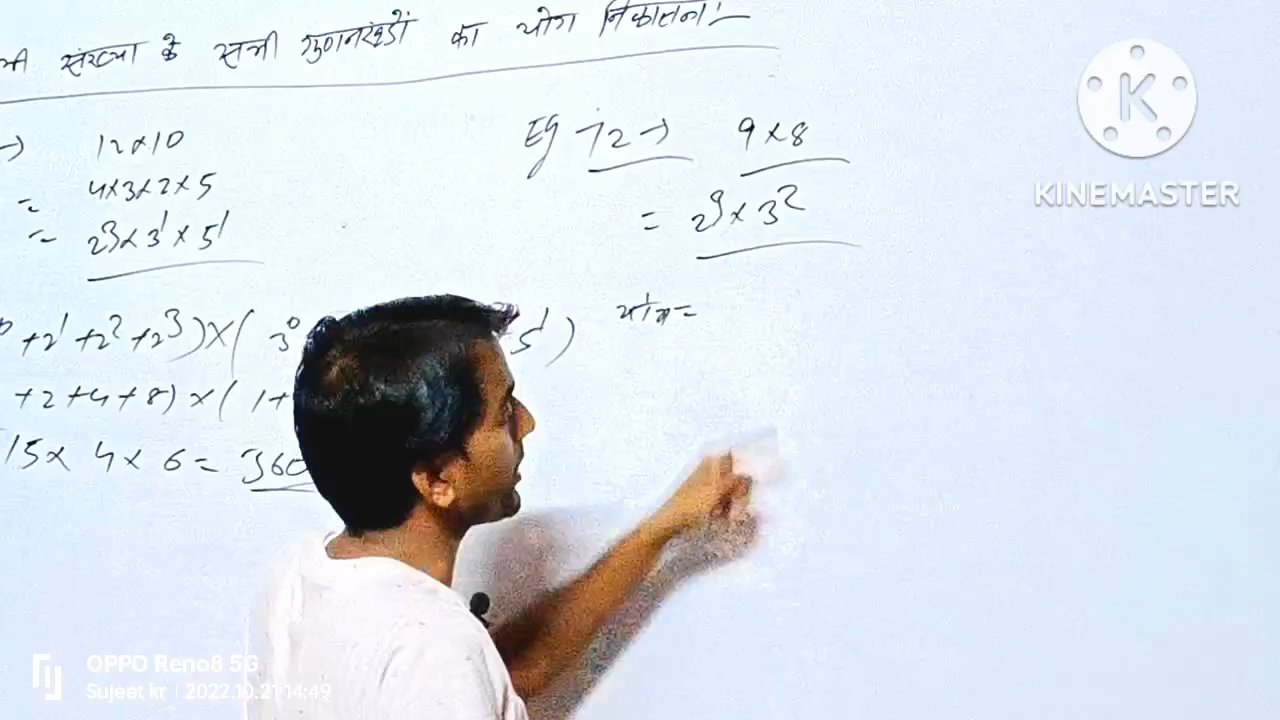 संख्या के सभी गुणनखंडों का योग निकालना:-
→ 12×10
= 4×3×2×5
= 2³×3¹×5¹
+2¹+2²+2³)×(3⁰ 5¹)
+2+4+8)×(1+
15×4×6=360
Eg 72→ 9×8
= 2³×3²
योग=
KINEMASTER
OPPO Reno8 5G
Sujeet kr | 2022.10.21 14:49